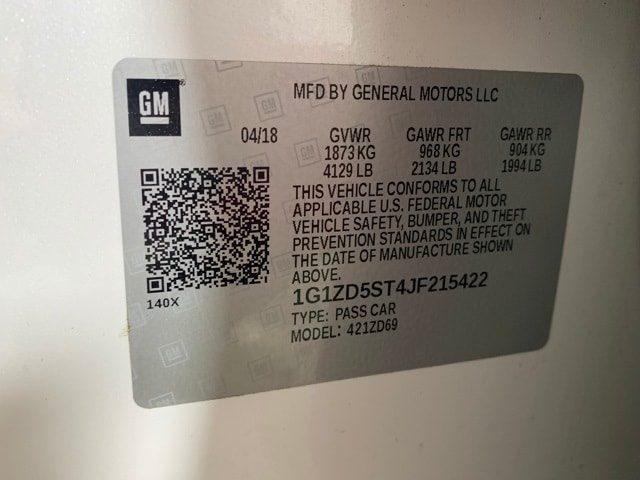 GM
MFD BY GENERAL MOTORS LLC
04/18 GVWR GAWR FRT GAWR RR
1873 KG 968 KG 904 KG
4129 LB 2134 LB 1994 LB
THIS VEHICLE CONFORMS TO ALL
APPLICABLE U.S. FEDERAL MOTOR
VEHICLE SAFETY, BUMPER, AND THEFT
PREVENTION STANDARDS IN EFFECT ON
THE DATE OF MANUFACTURE SHOWN
ABOVE.
140X
1G1ZD5ST4JF215422
TYPE: PASS CAR
MODEL: 421ZD69